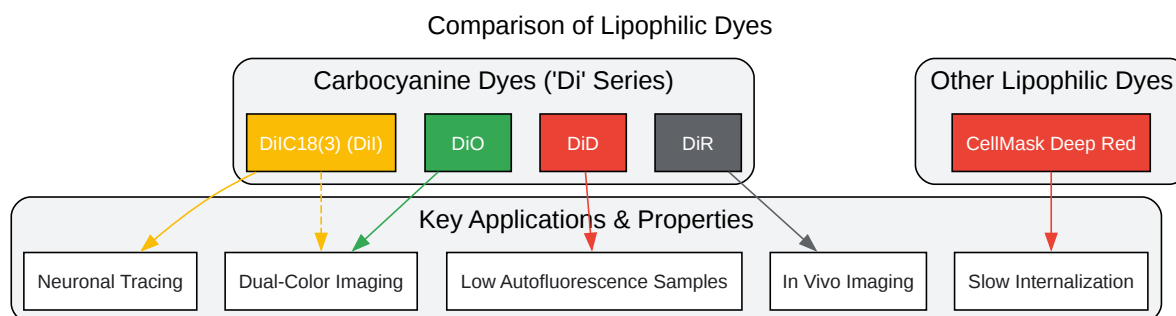 Comparison of Lipophilic Dyes
Carbocyanine Dyes ('Di' Series)
Other Lipophilic Dyes
DiIC18(3) (DiI)
DiO
DiD
DiR
CellMask Deep Red
Key Applications & Properties
Neuronal Tracing
Dual-Color Imaging
Low Autofluorescence Samples
In Vivo Imaging
Slow Internalization